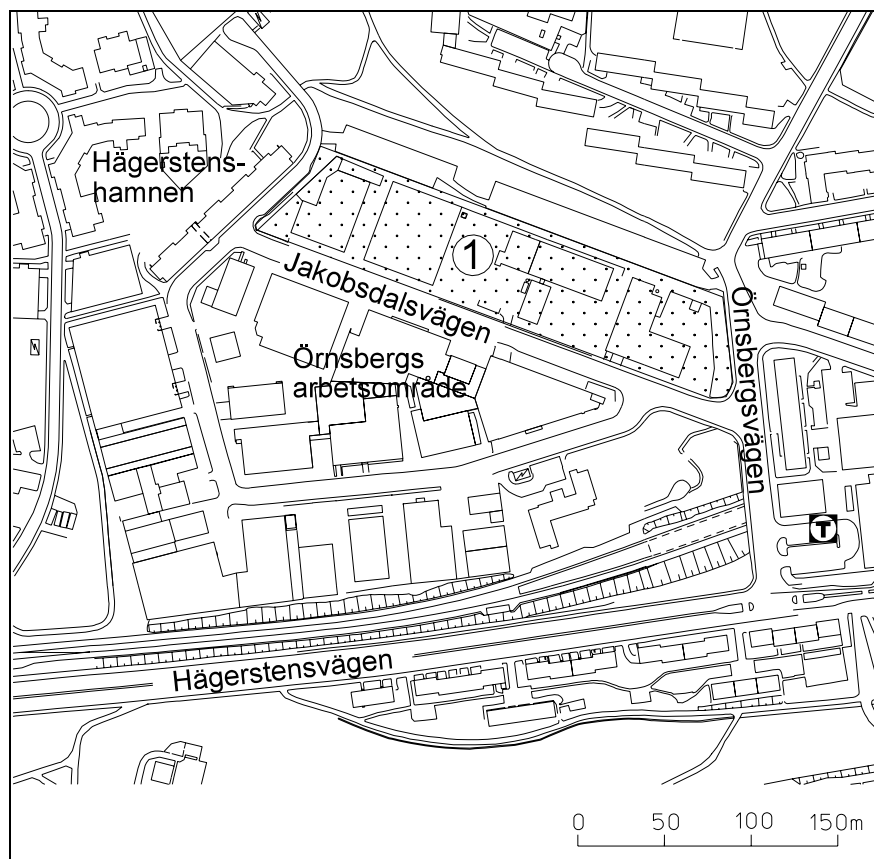 Hägerstens-
hamnen
1
Jakobsdalsvägen
Örnsbergs
arbetsområde
Örnsbergsvägen
T
Hägerstensvägen
0 50 100 150m